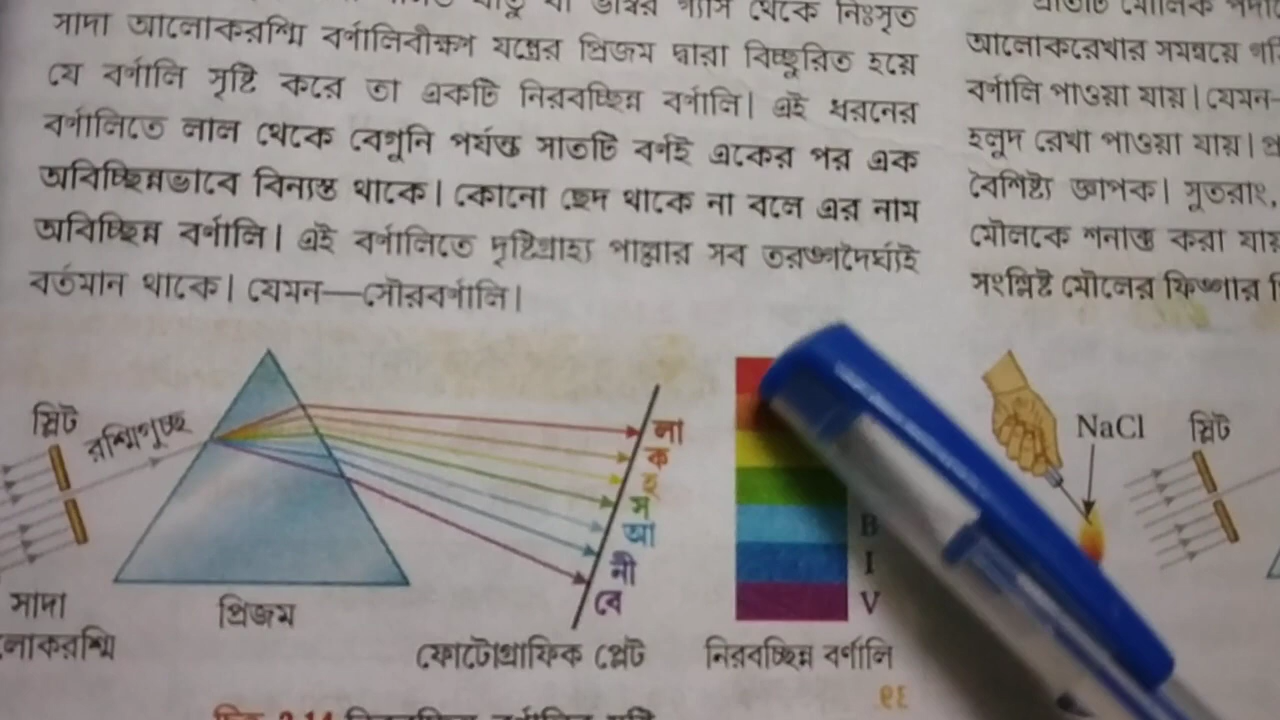 থেকে নিঃসৃত
সাদা আলোকরশ্মি বর্ণালিবীক্ষণ যন্ত্রের প্রিজম দ্বারা বিচ্ছুরিত হয়ে
যে বর্ণালি সৃষ্টি করে তা একটি নিরবচ্ছিন্ন বর্ণালি। এই ধরনের
বর্ণালিতে লাল থেকে বেগুনি পর্যন্ত সাতটি বর্ণই একের পর এক
অবিচ্ছিন্নভাবে বিন্যস্ত থাকে। কোনো ছেদ থাকে না বলে এর নাম
অবিচ্ছিন্ন বর্ণালি। এই বর্ণালিতে দৃষ্টিগ্রাহ্য পাল্লার সব তরঙ্গদৈর্ঘ্যই
বর্তমান থাকে। যেমন—সৌরবর্ণালি।
আলোকরেখার সমন্বয়ে
বর্ণালি পাওয়া যায়। যেমন-
হলুদ রেখা পাওয়া যায়।
বৈশিষ্ট্য জ্ঞাপক। সুতরাং,
মৌলকে শনাক্ত করা যায়
সংশ্লিষ্ট মৌলের
স্লিট
রশ্মিগুচ্ছ
সাদা
প্রিজম
লা
ক
হ
স
আ
নী
বে
ফোটোগ্রাফিক প্লেট
B
I
V
নিরবচ্ছিন্ন বর্ণালি
NaCl
স্লিট